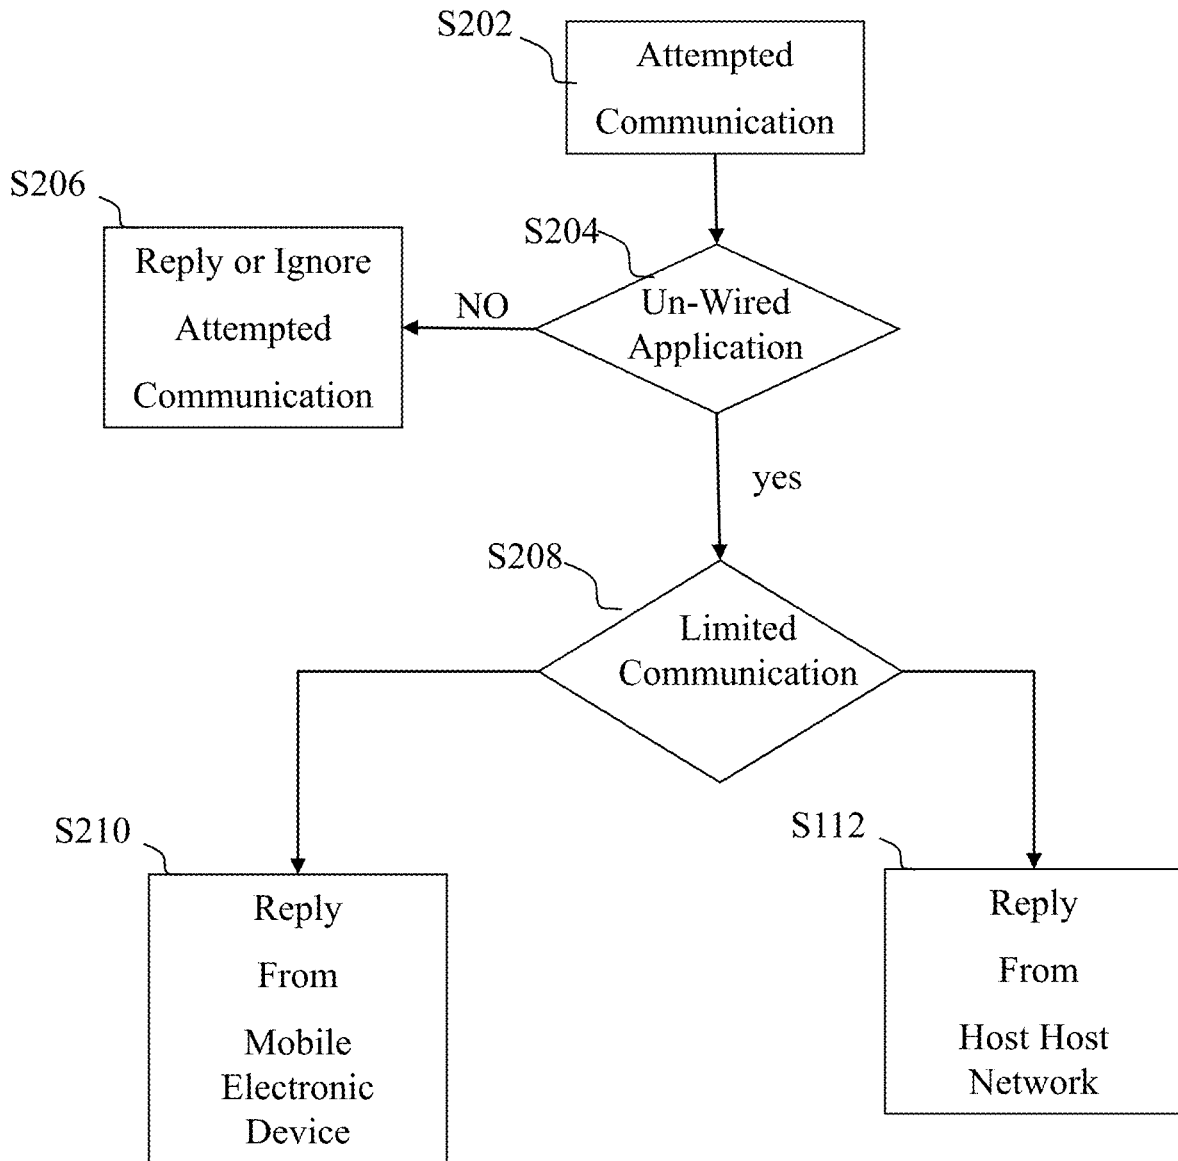 S202
Attempted
Communication
S206
Reply or Ignore
Attempted
Communication
NO
S204
Un-Wired
Application
yes
S208
Limited
Communication
S210
Reply
From
Mobile
Electronic
Device
S112
Reply
From
Host Host
Network